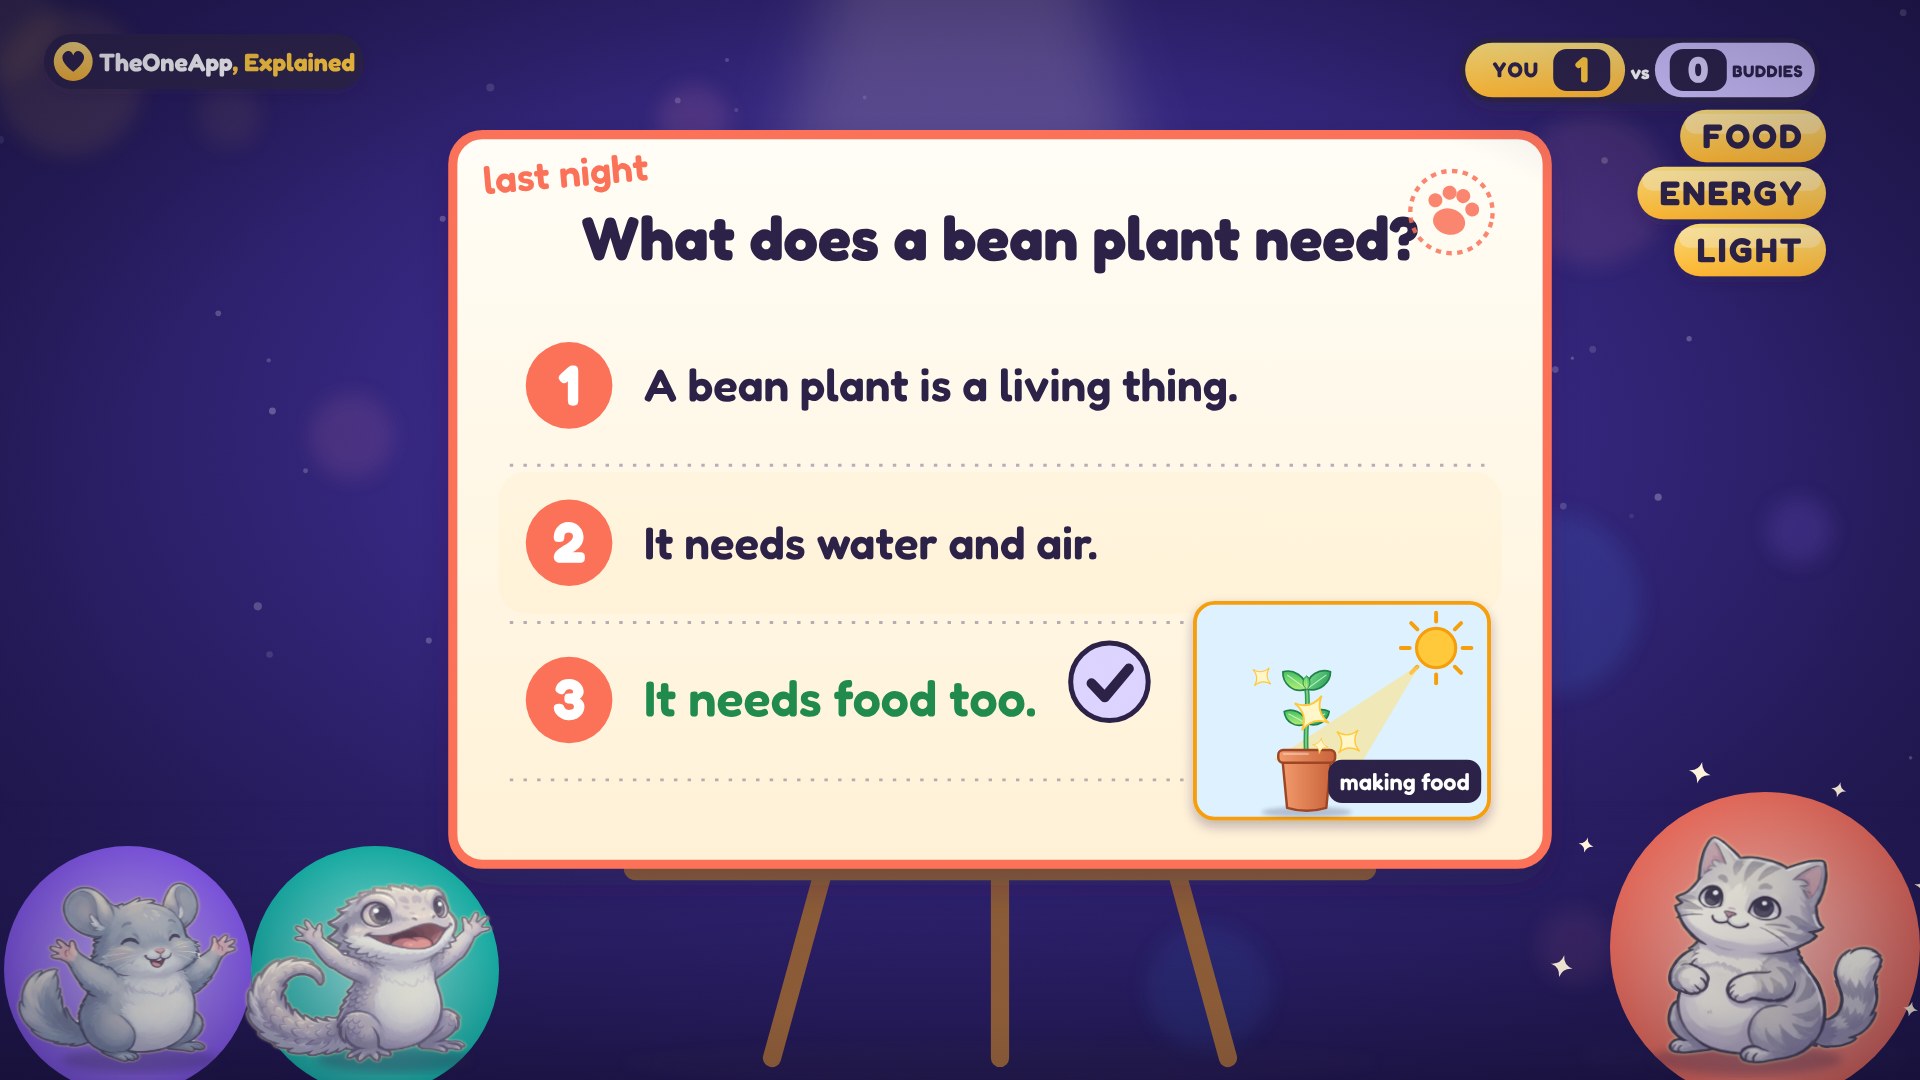 TheOneApp, Explained
YOU 1 vs 0 BUDDIES
FOOD
ENERGY
LIGHT
last night
What does a bean plant need?
1 A bean plant is a living thing.
2 It needs water and air.
3 It needs food too.
making food